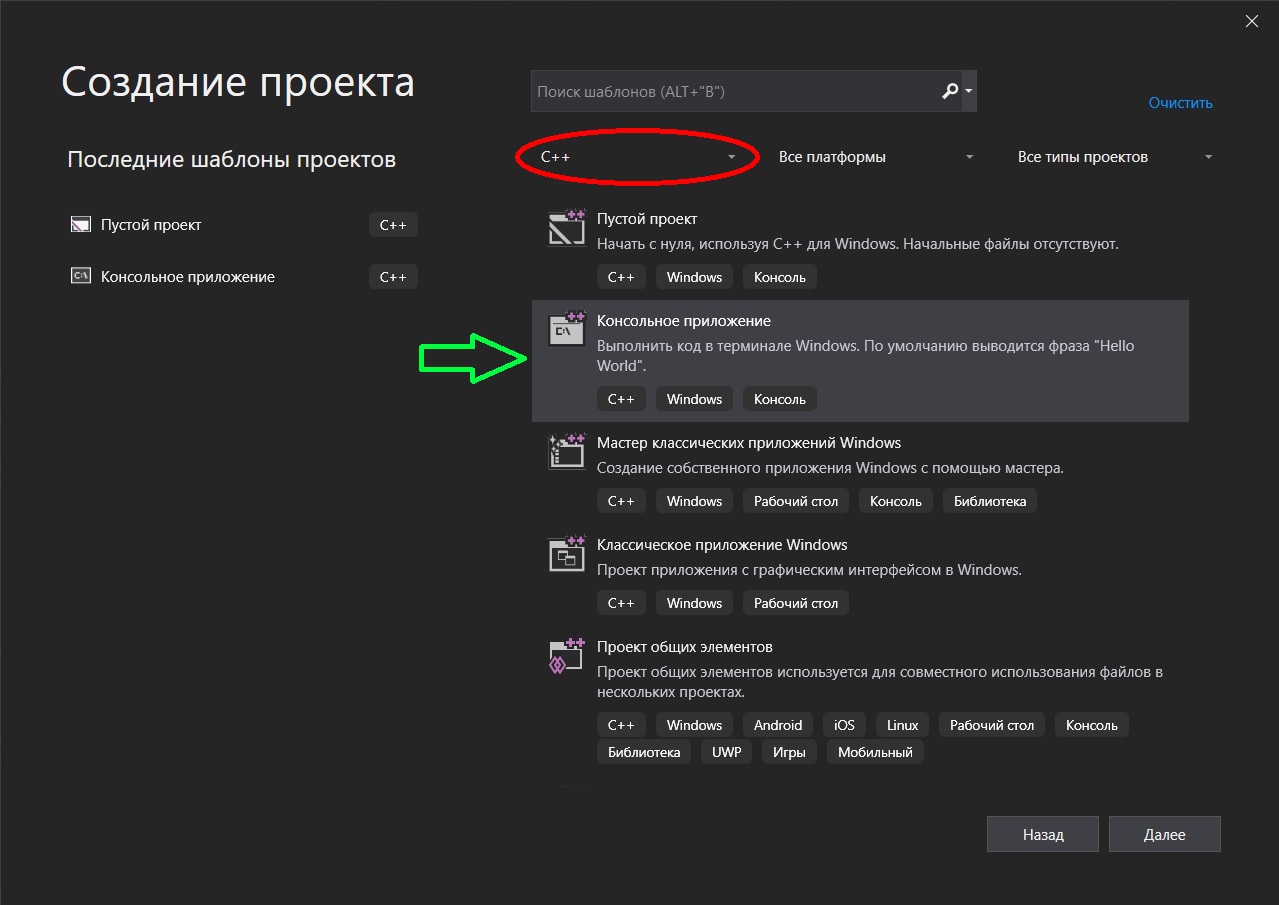 Создание проекта
Поиск шаблонов (ALT+"B")
Очистить
Последние шаблоны проектов
C++
Все платформы
Все типы проектов
Пустой проект C++
Консольное приложение C++
Пустой проект
Начать с нуля, используя C++ для Windows. Начальные файлы отсутствуют.
C++ Windows Консоль
Консольное приложение
Выполнить код в терминале Windows. По умолчанию выводится фраза "Hello
World".
C++ Windows Консоль
Мастер классических приложений Windows
Создание собственного приложения Windows с помощью мастера.
C++ Windows Рабочий стол Консоль Библиотека
Классическое приложение Windows
Проект приложения с графическим интерфейсом в Windows.
C++ Windows Рабочий стол
Проект общих элементов
Проект общих элементов используется для совместного использования файлов в
нескольких проектах.
C++ Windows Android iOS Linux Рабочий стол Консоль
Библиотека UWP Игры Мобильный
Назад Далее